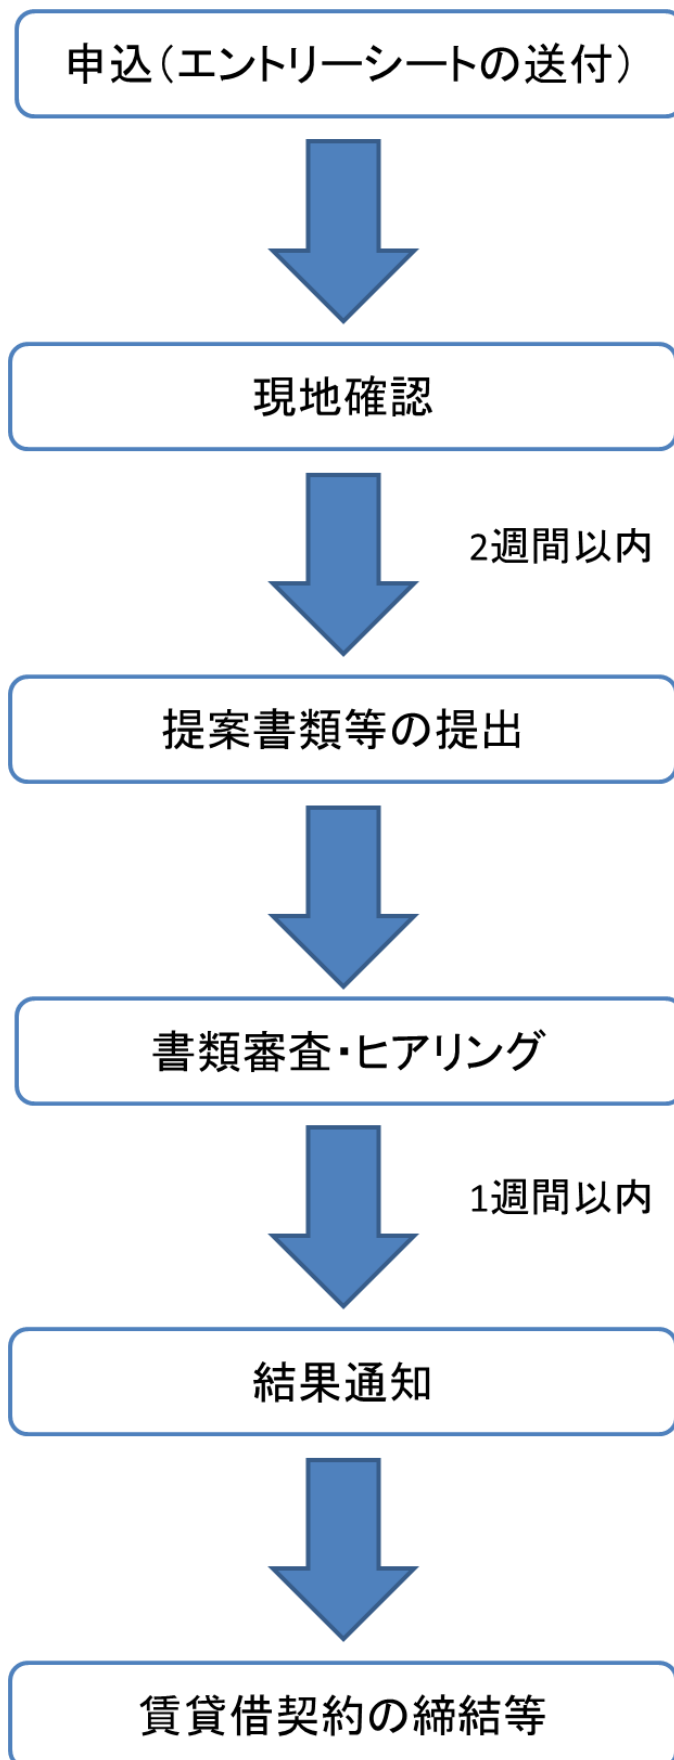 申込（エントリーシートの送付）
現地確認
2週間以内
提案書類等の提出
書類審査・ヒアリング
1週間以内
結果通知
賃貸借契約の締結等